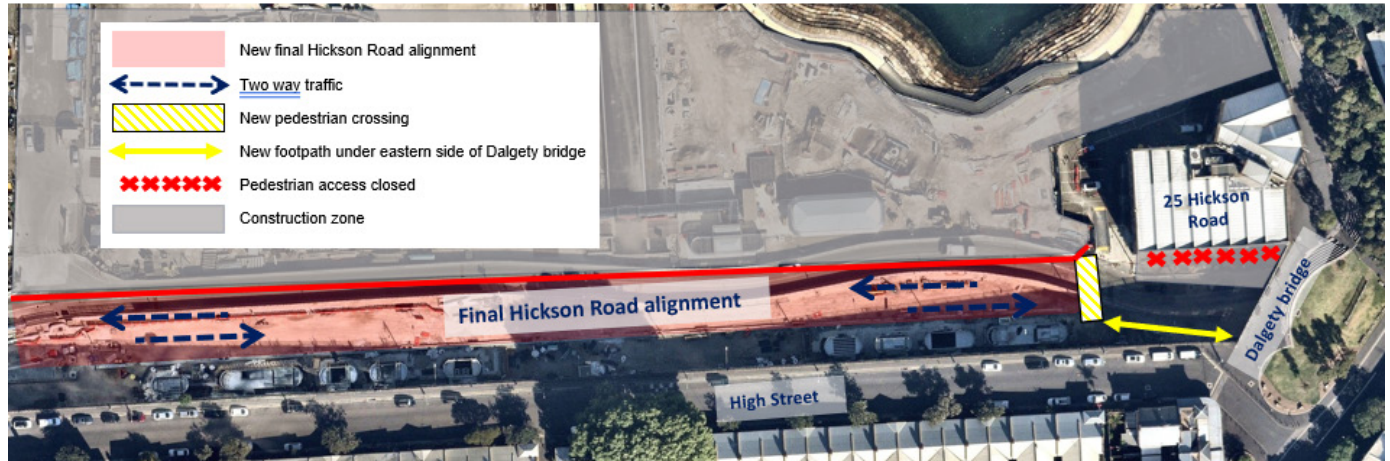 New final Hickson Road alignment
Two way traffic
New pedestrian crossing
New footpath under eastern side of Dalgety bridge
Pedestrian access closed
Construction zone
25 Hickson
Road
Final Hickson Road alignment
Dalgety bridge
High Street